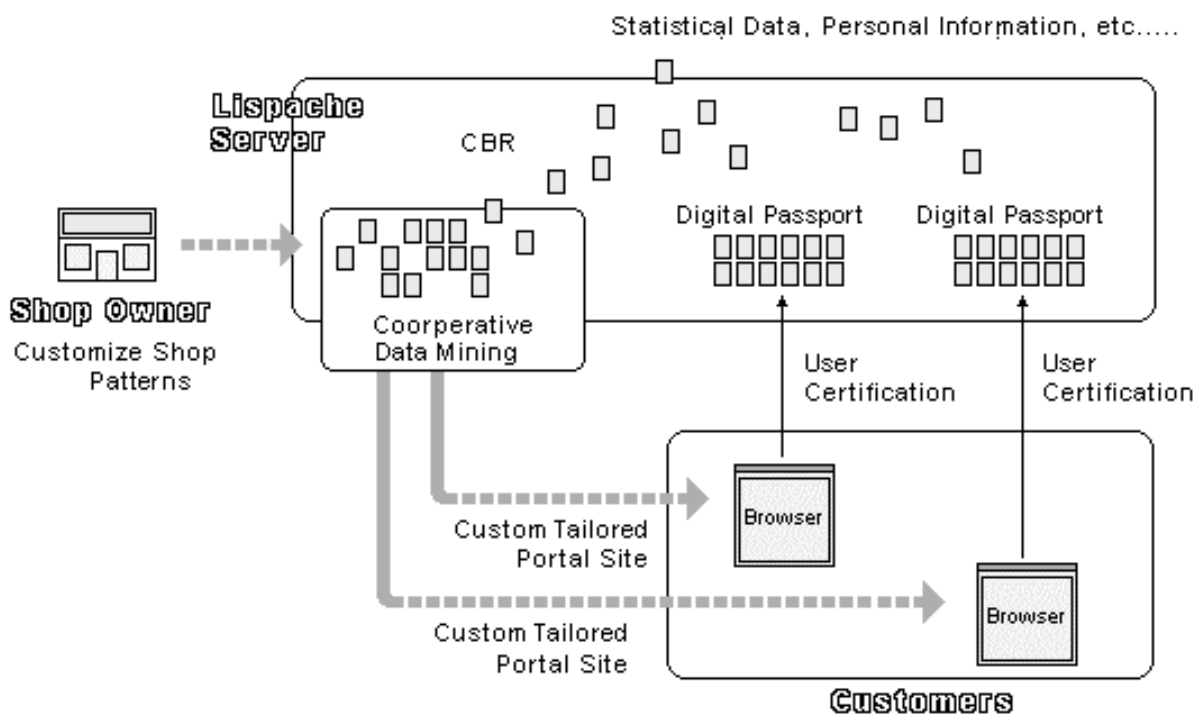 Statistical Data, Personal Information, etc.....
Lispache
Server
CBR
Digital Passport
Digital Passport
Shop Owner
Customize Shop
Patterns
Coorperative
Data Mining
User
Certification
User
Certification
Browser
Custom Tailored
Portal Site
Browser
Custom Tailored
Portal Site
Customers